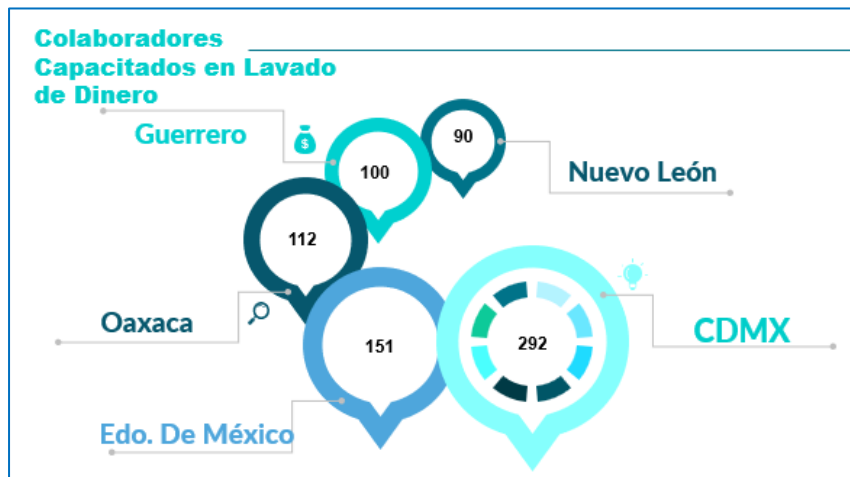 Colaboradores
Capacitados en Lavado
de Dinero
Guerrero
$
100
90
Nuevo León
112
Oaxaca
151
292
CDMX
Edo. De México